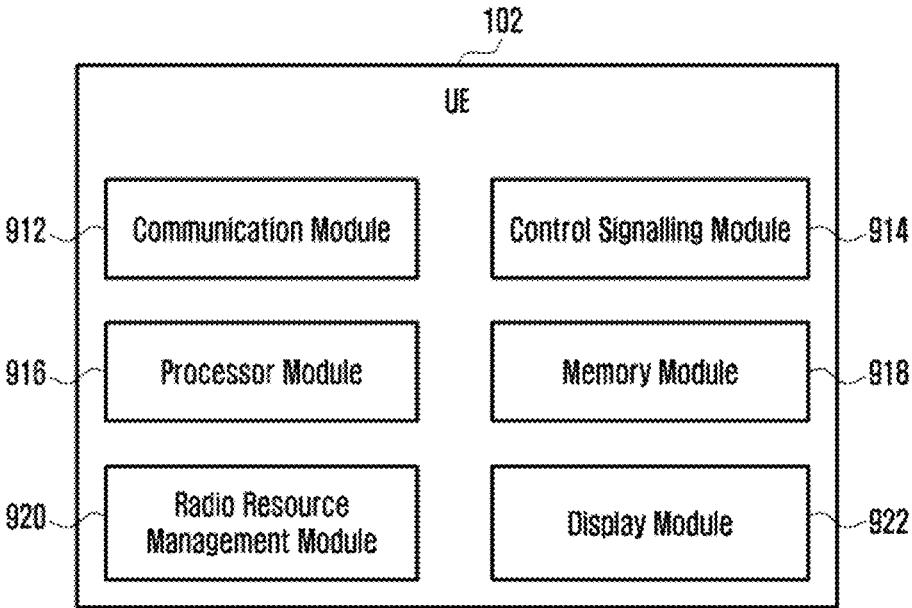 102
UE
912 Communication Module Control Signalling Module 914
916 Processor Module Memory Module 918
920 Radio Resource Management Module Display Module 922